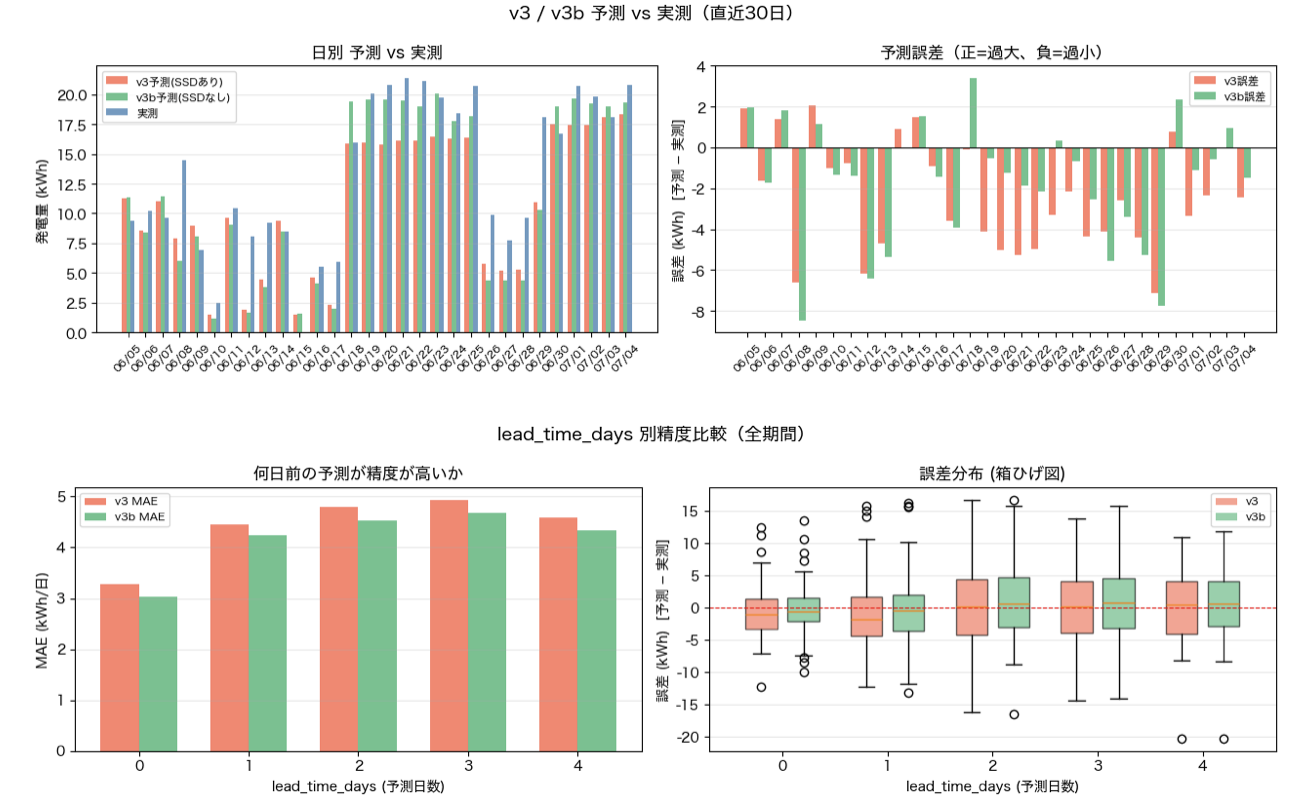 v3 / v3b 予測 vs 実測（直近30日）
日別 予測 vs 実測
v3予測(SSDあり)
v3b予測(SSDなし)
実測
発電量 (kWh)
20.0
17.5
15.0
12.5
10.0
7.5
5.0
2.5
0.0
06/05 06/06 06/07 06/08 06/09 06/10 06/11 06/12 06/13 06/14 06/15 06/16 06/17 06/18 06/19 06/20 06/21 06/22 06/23 06/24 06/25 06/26 06/27 06/28 06/29 06/30 07/01 07/02 07/03 07/04
予測誤差（正=過大、負=過小）
v3誤差
v3b誤差
誤差 (kWh) [予測 − 実測]
4
2
0
-2
-4
-6
-8
06/05 06/06 06/07 06/08 06/09 06/10 06/11 06/12 06/13 06/14 06/15 06/16 06/17 06/18 06/19 06/20 06/21 06/22 06/23 06/24 06/25 06/26 06/27 06/28 06/29 06/30 07/01 07/02 07/03 07/04
lead_time_days 別精度比較（全期間）
何日前の予測が精度が高いか
v3 MAE
v3b MAE
MAE (kWh/日)
5
4
3
2
1
0
0 1 2 3 4
lead_time_days (予測日数)
誤差分布 (箱ひげ図)
v3
v3b
誤差 (kWh) [予測 − 実測]
15
10
5
0
-5
-10
-15
-20
0 1 2 3 4
lead_time_days (予測日数)